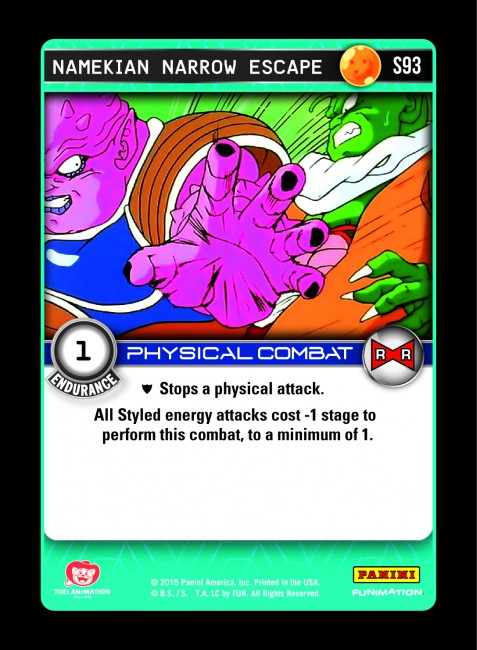 NAMEKIAN NARROW ESCAPE S93
1
ENDURANCE
PHYSICAL COMBAT
R R
Stops a physical attack.
All Styled energy attacks cost -1 stage to
perform this combat, to a minimum of 1.
TOEI ANIMATION
© 2015 Panini America, Inc. Printed in the USA.
© B.S. / S. , T.A. LC by FUN. All Rights Reserved.
PANINI
FUNIMATION